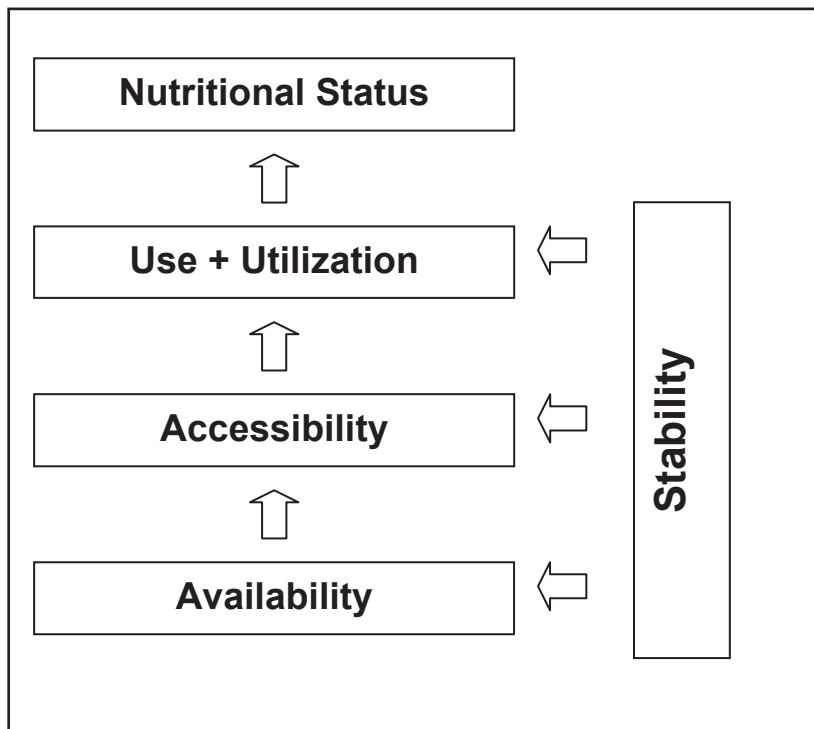 Nutritional Status
Use + Utilization
Accessibility
Availability
Stability